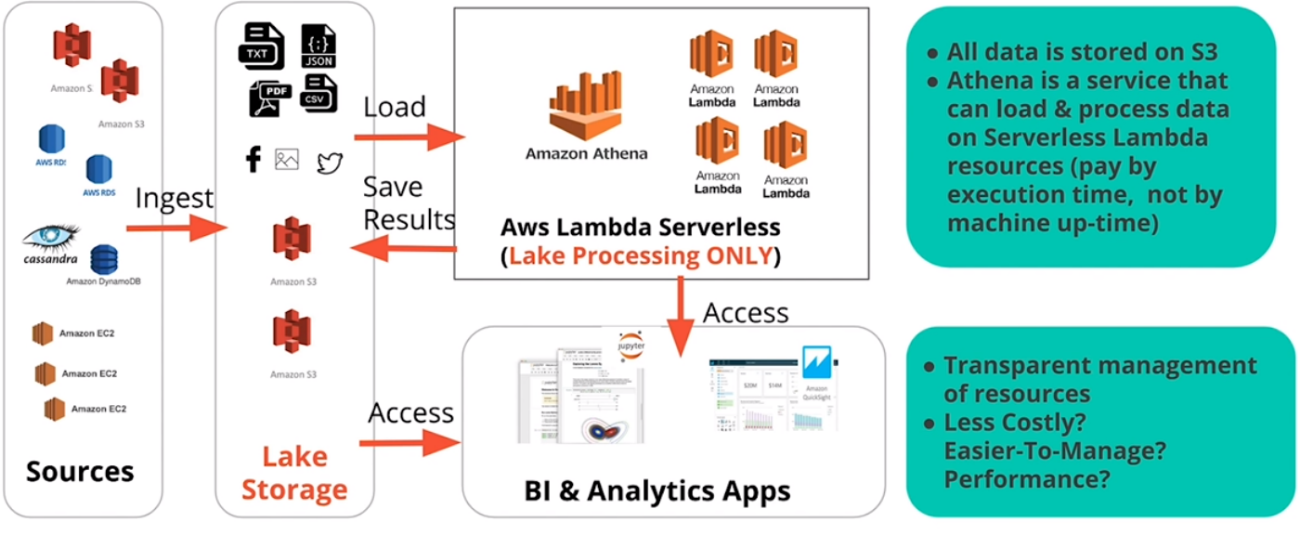 Amazon S
Amazon S3
AWS RDS
AWS RDS
cassandra
Amazon DynamoDB
Amazon EC2
Amazon EC2
Amazon EC2
Sources
Ingest
TXT
{;}
JSON
PDF
CSV
Amazon S3
Amazon S3
Lake
Storage
Load
Save
Results
Access
Amazon Athena
Amazon
Lambda
Amazon
Lambda
Amazon
Lambda
Amazon
Lambda
Aws Lambda Serverless
(Lake Processing ONLY)
Access
jupyter
$20M
Amazon
QuickSight
BI & Analytics Apps
● All data is stored on S3
● Athena is a service that
can load & process data
on Serverless Lambda
resources (pay by
execution time, not by
machine up-time)
● Transparent management
of resources
● Less Costly?
Easier-To-Manage?
Performance?